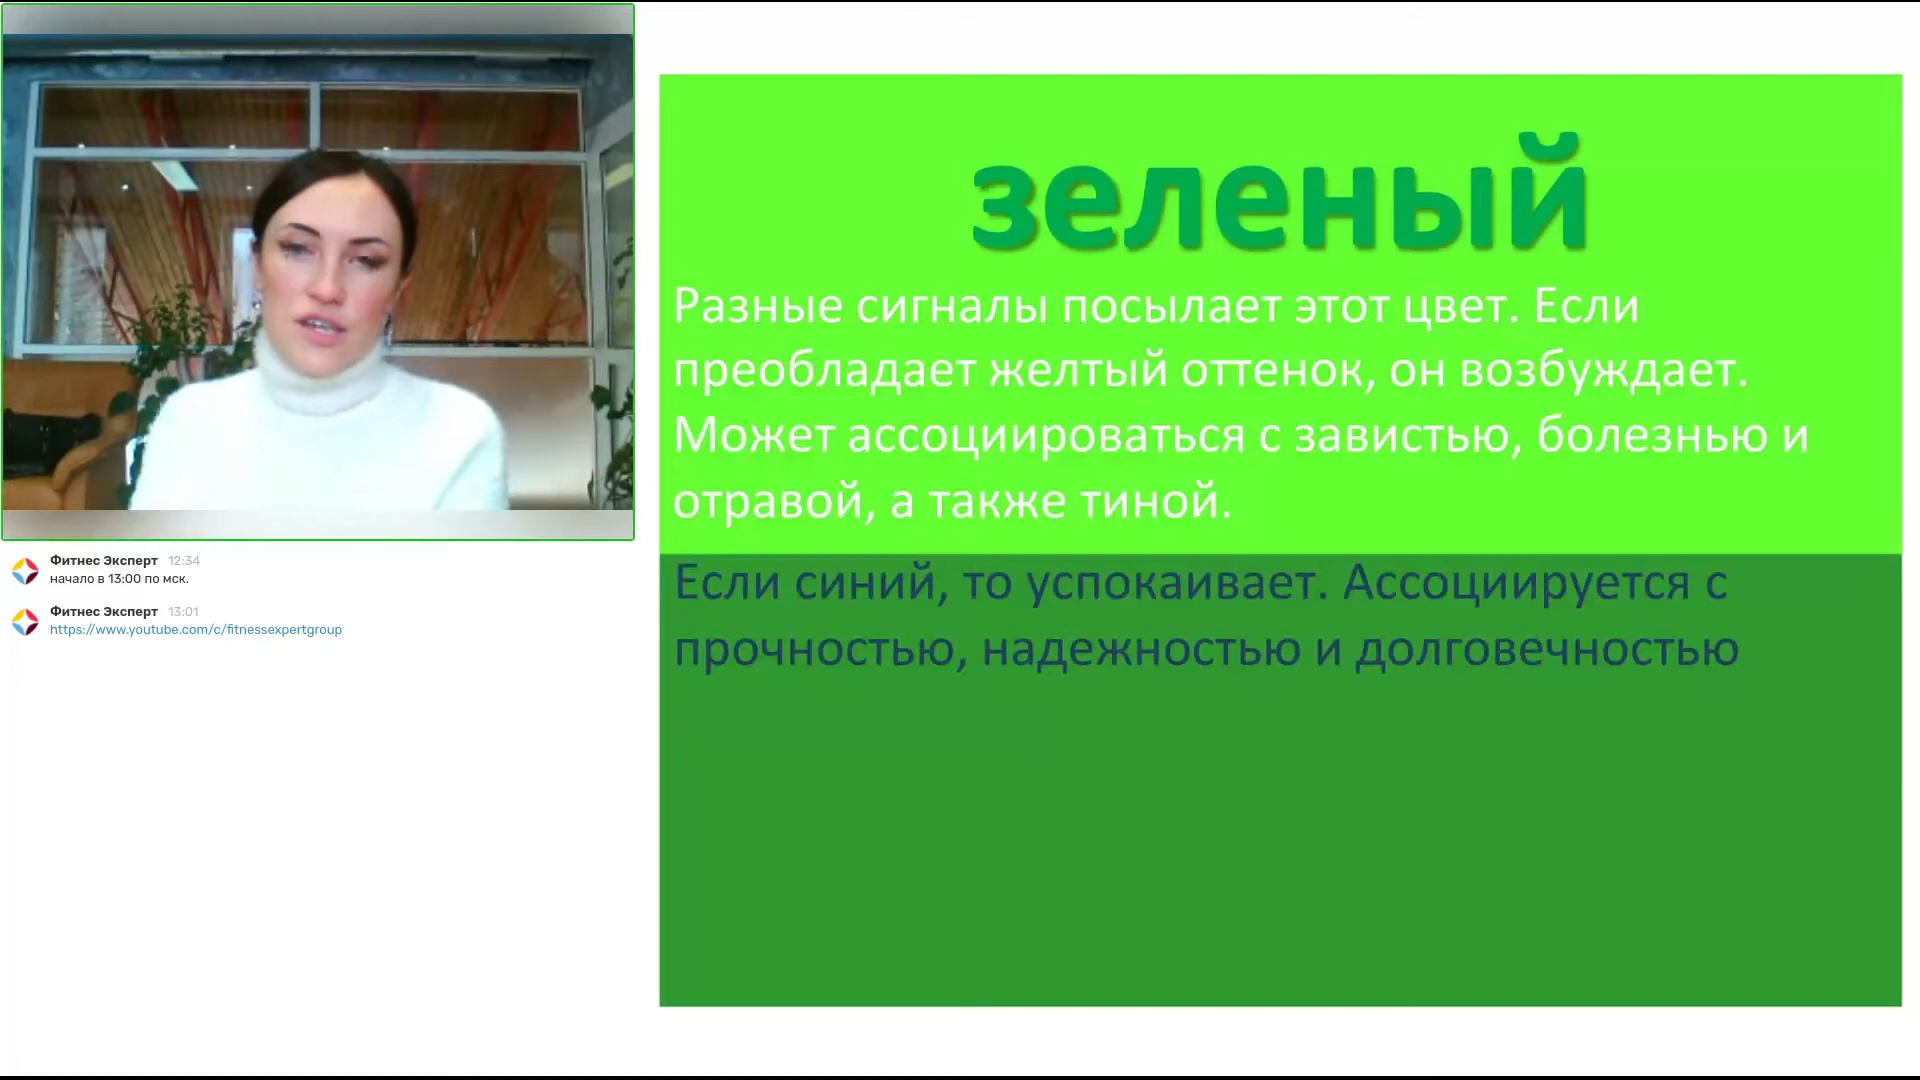 зеленый
Разные сигналы посылает этот цвет. Если
преобладает желтый оттенок, он возбуждает.
Может ассоциироваться с завистью, болезнью и
отравой, а также тиной.
Если синий, то успокаивает. Ассоциируется с
прочностью, надежностью и долговечностью
Фитнес Эксперт 12:34
начало в 13:00 по мск.
Фитнес Эксперт 13:01
https://www.youtube.com/c/fitnessexpertgroup